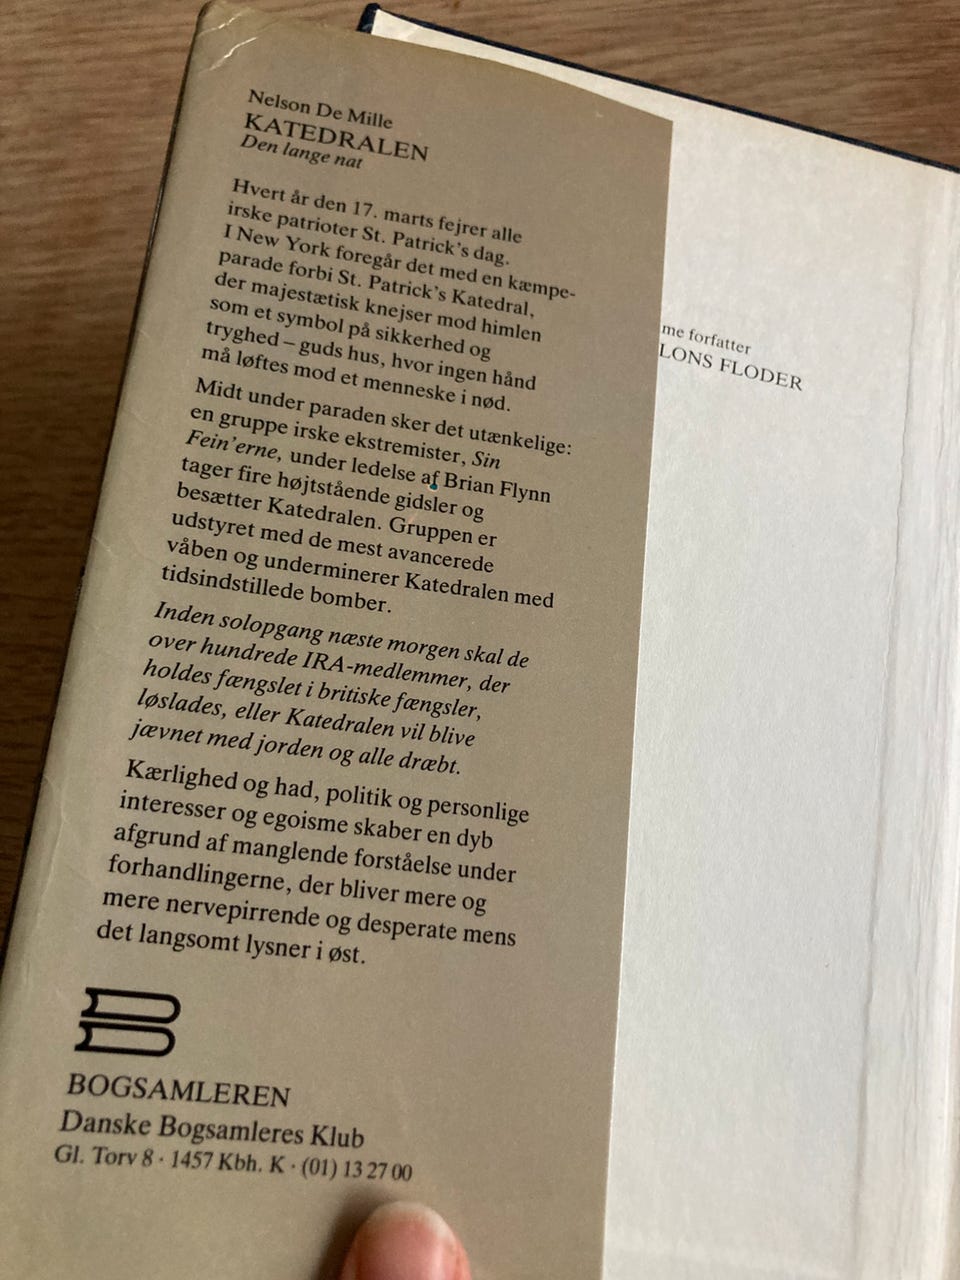 Nelson De Mille
KATEDRALEN
Den lange nat
Hvert år den 17. marts fejrer alle
irske patrioter St. Patrick's dag.
I New York foregår det med en kæmpe-
parade forbi St. Patrick's Katedral,
der majestætisk knejser mod himlen
som et symbol på sikkerhed og
tryghed – guds hus, hvor ingen hånd
må løftes mod et menneske i nød.
Midt under paraden sker det utænkelige:
en gruppe irske ekstremister, Sin
Fein'erne, under ledelse af Brian Flynn
tager fire højtstående gidsler og
besætter Katedralen. Gruppen er
udstyret med de mest avancerede
våben og underminerer Katedralen med
tidsindstillede bomber.
Inden solopgang næste morgen skal de
over hundrede IRA-medlemmer, der
holdes fængslet i britiske fængsler,
løslades, eller Katedralen vil blive
jævnet med jorden og alle dræbt.
Kærlighed og had, politik og personlige
interesser og egoisme skaber en dyb
afgrund af manglende forståelse under
forhandlingerne, der bliver mere og
mere nervepirrende og desperate mens
det langsomt lysner i øst.
BOGSAMLEREN
Danske Bogsamleres Klub
Gl. Torv 8 · 1457 Kbh. K · (01) 13 27 00
me forfatter
LONS FLODER